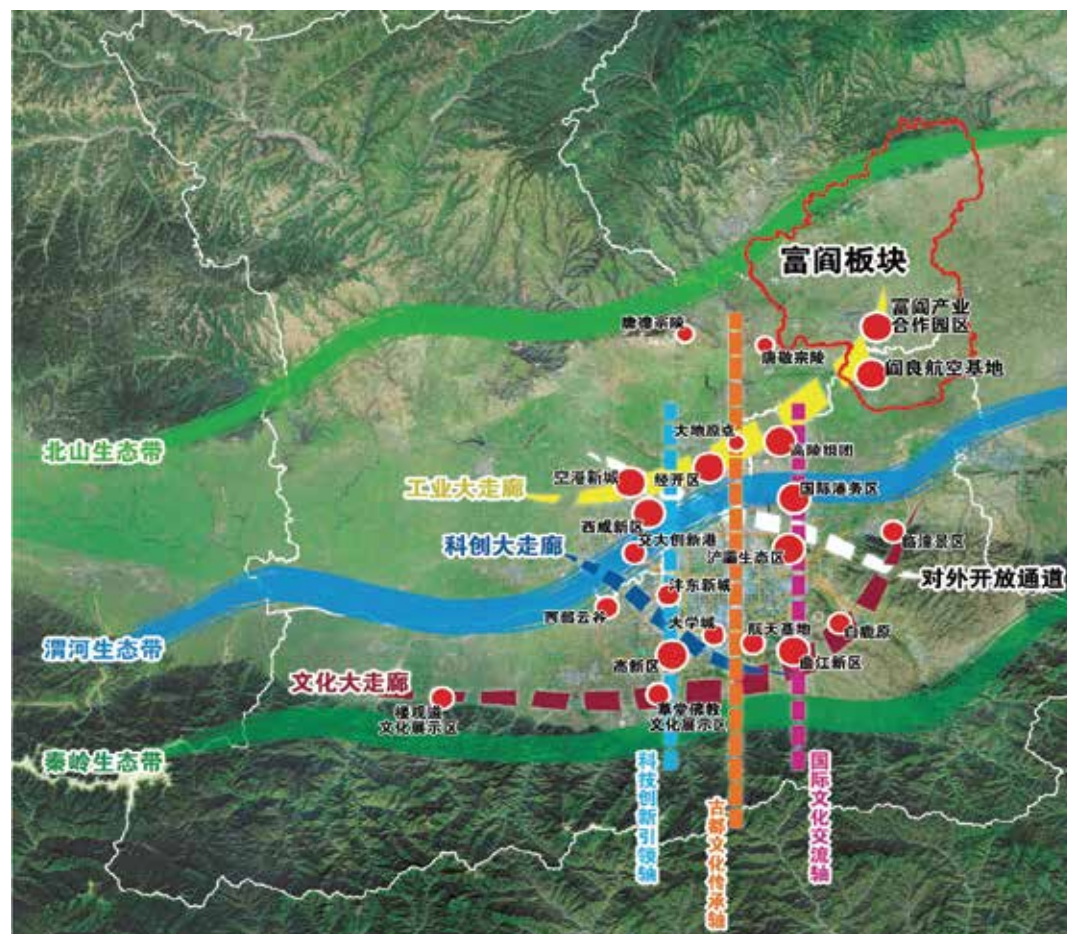 富阎板块
富阎产业
合作园区
唐德宗陵
唐敬宗陵
阎良航空基地
大地原点
高陵组团
北山生态带
空港新城
经开区
工业大走廊
国际港务区
西咸新区
临潼景区
科创大走廊
交大创新港
浐灞生态区
对外开放通道
沣东新城
西部云谷
大学城
航天基地
白鹿原
渭河生态带
高新区
曲江新区
文化大走廊
楼观道
文化展示区
草堂佛教
文化展示区
秦岭生态带
科技创新引领轴
古都文化传承轴
国际文化交流轴